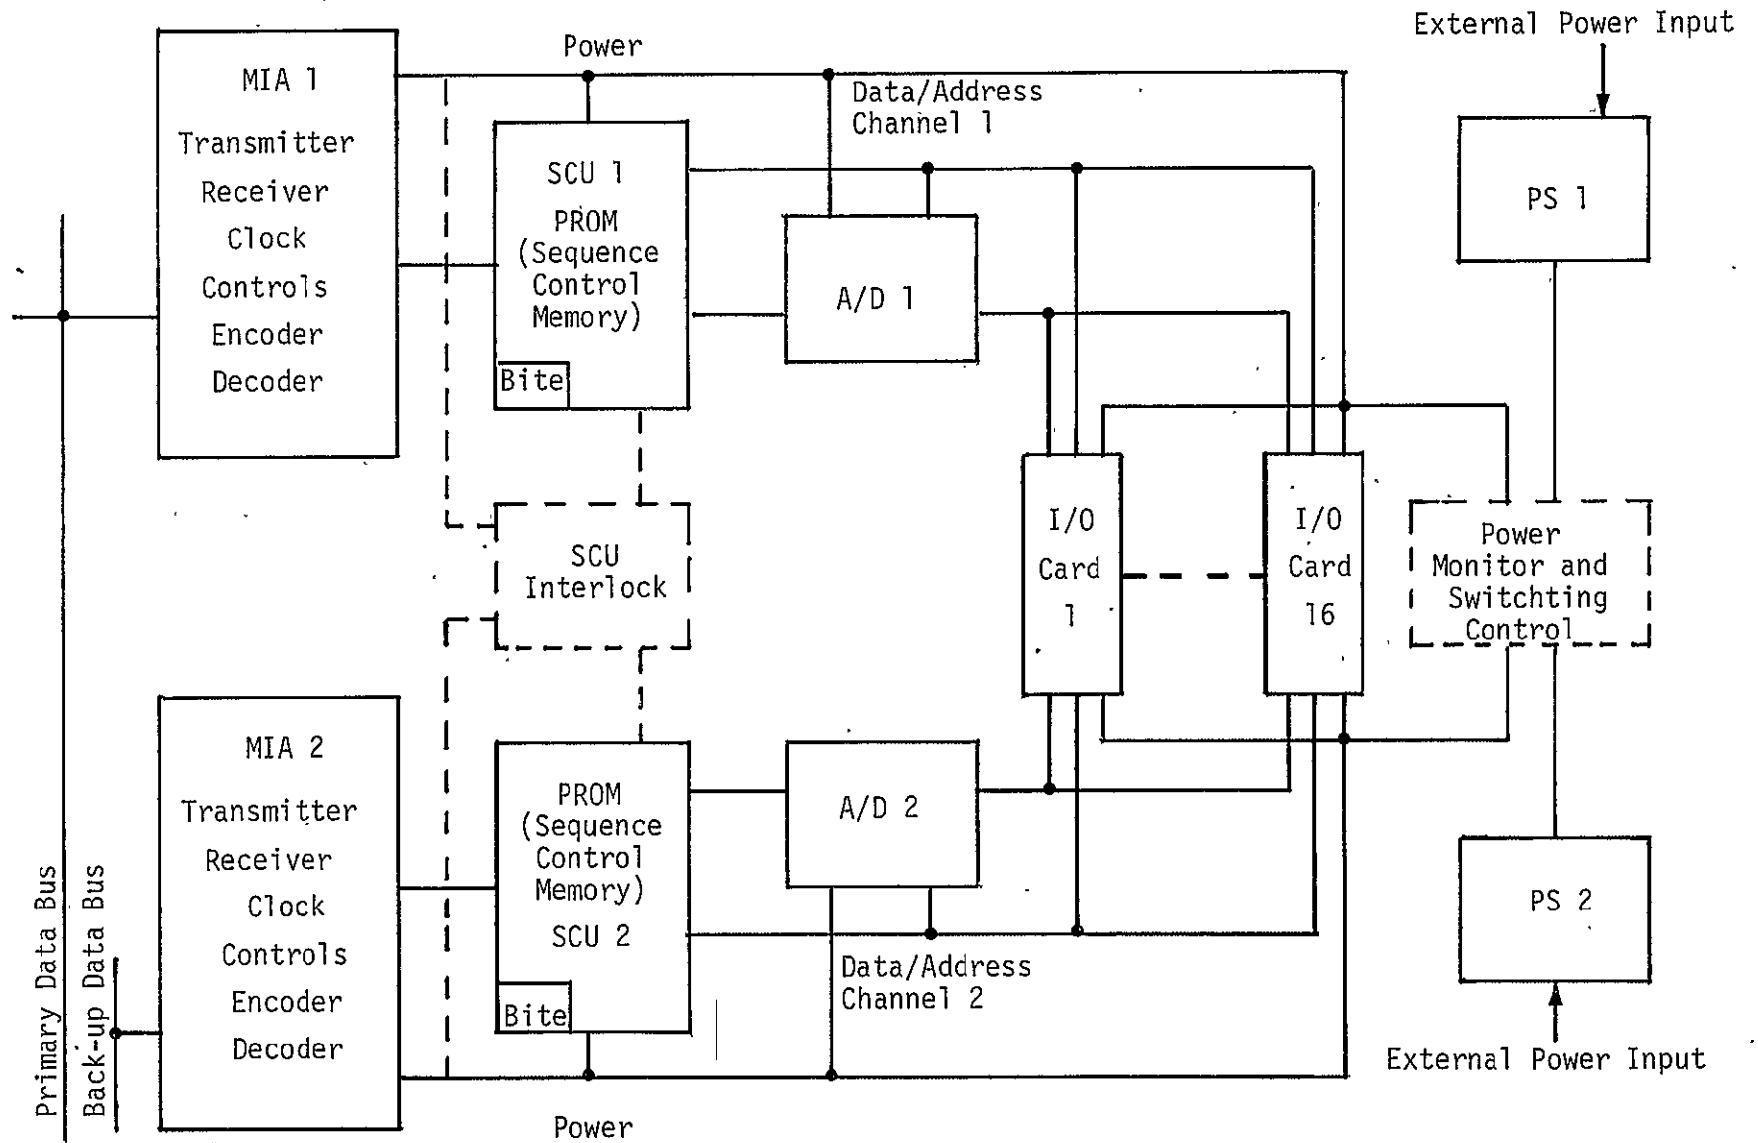 External Power Input
Power
MIA 1
Transmitter
Receiver
Clock
Controls
Encoder
Decoder
Data/Address
Channel 1
SCU 1
PROM
(Sequence
Control
Memory)
Bite
A/D 1
PS 1
SCU
Interlock
I/O
Card
1
I/O
Card
16
Power
Monitor and
Switchting
Control
MIA 2
Transmitter
Receiver
Clock
Controls
Encoder
Decoder
PROM
(Sequence
Control
Memory)
SCU 2
Bite
A/D 2
Data/Address
Channel 2
PS 2
External Power Input
Power
Primary Data Bus
Back-up Data Bus